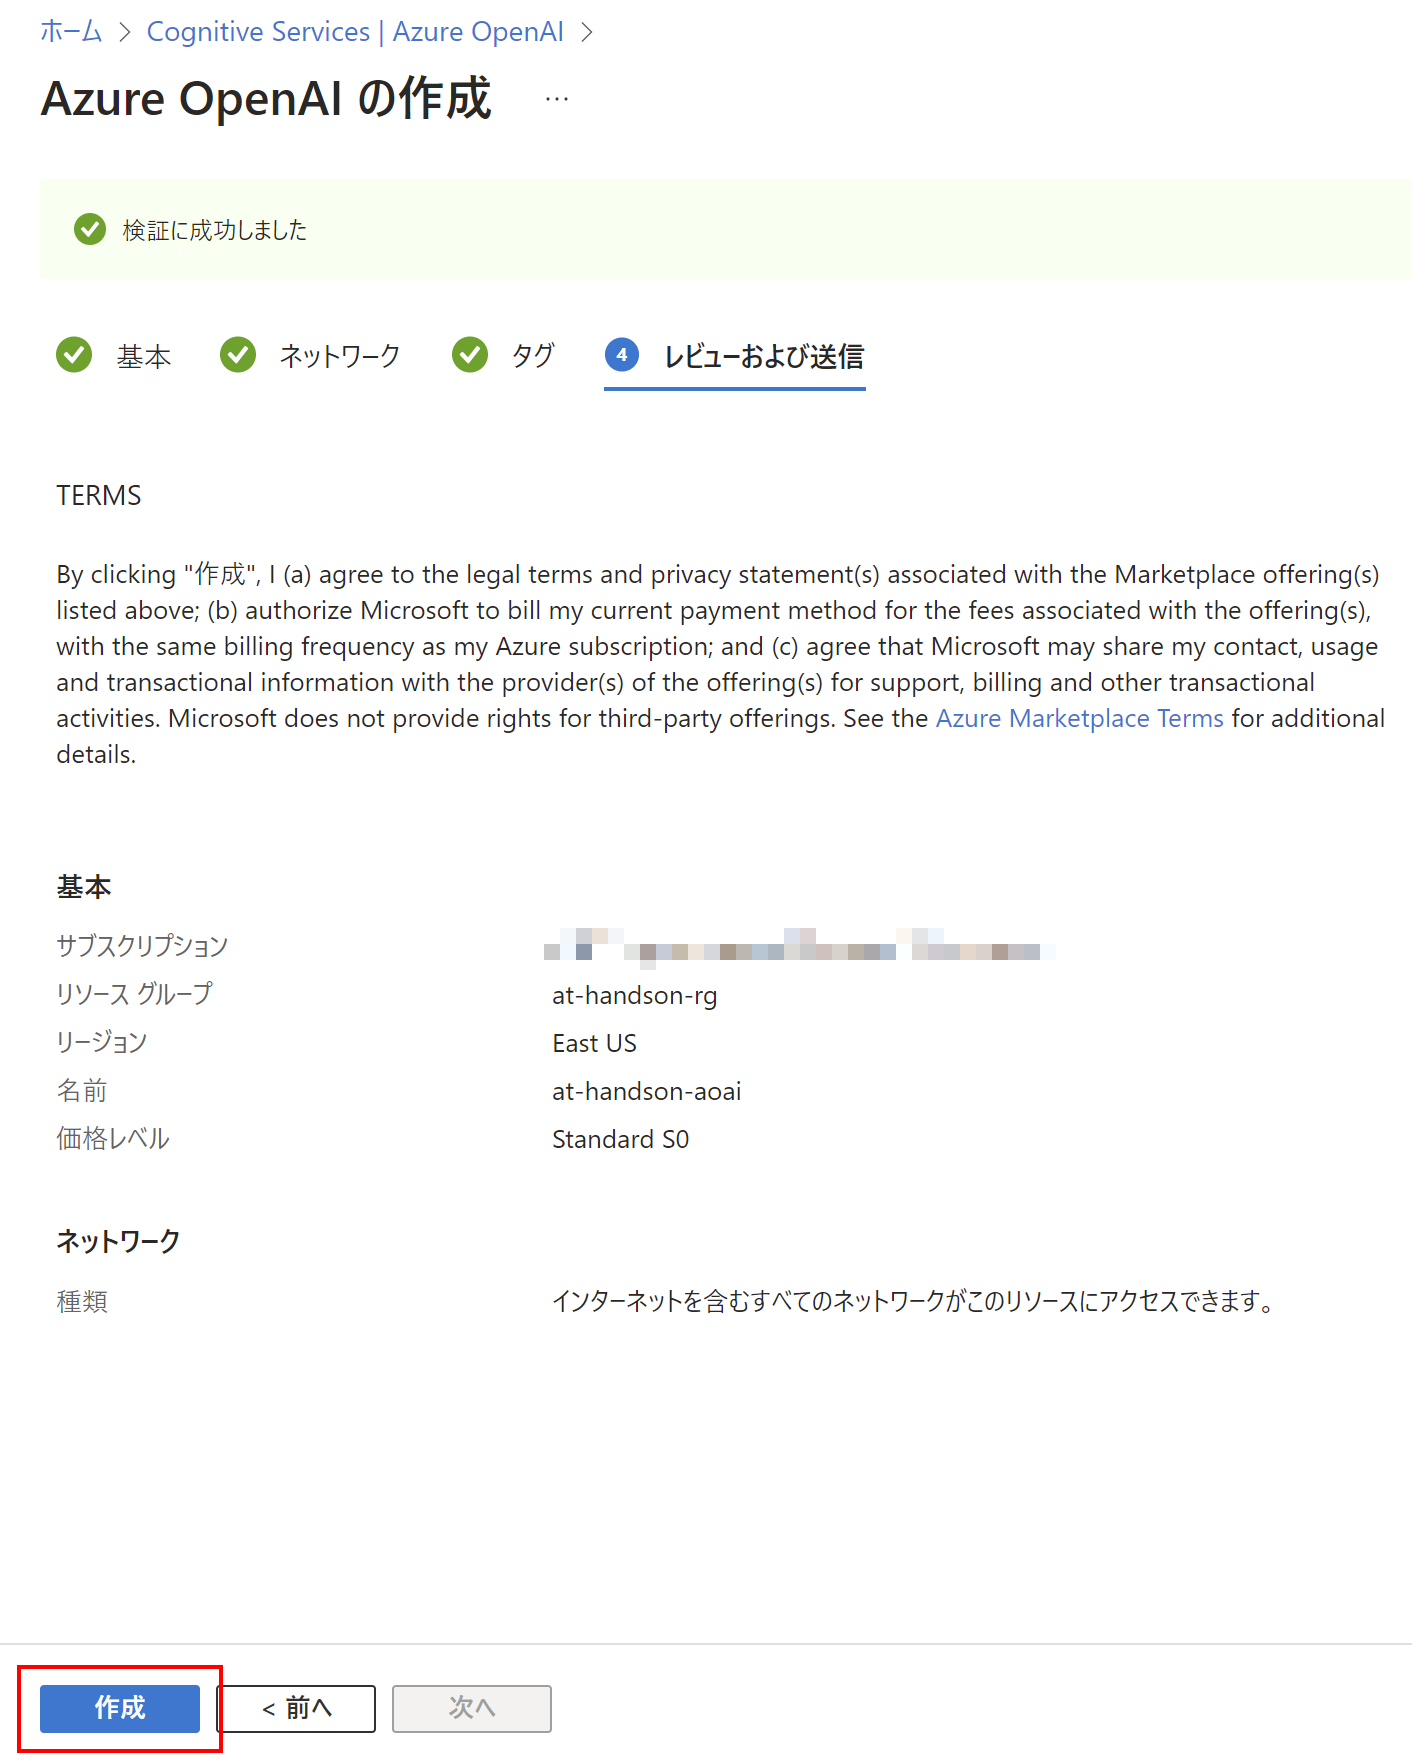 ホーム > Cognitive Services | Azure OpenAI >
Azure OpenAI の作成 …
検証に成功しました
基本 ネットワーク タグ 4 レビューおよび送信
TERMS
By clicking "作成", I (a) agree to the legal terms and privacy statement(s) associated with the Marketplace offering(s)
listed above; (b) authorize Microsoft to bill my current payment method for the fees associated with the offering(s),
with the same billing frequency as my Azure subscription; and (c) agree that Microsoft may share my contact, usage
and transactional information with the provider(s) of the offering(s) for support, billing and other transactional
activities. Microsoft does not provide rights for third-party offerings. See the Azure Marketplace Terms for additional
details.
基本
サブスクリプション
リソース グループ at-handson-rg
リージョン East US
名前 at-handson-aoai
価格レベル Standard S0
ネットワーク
種類 インターネットを含むすべてのネットワークがこのリソースにアクセスできます。
作成 < 前へ 次へ